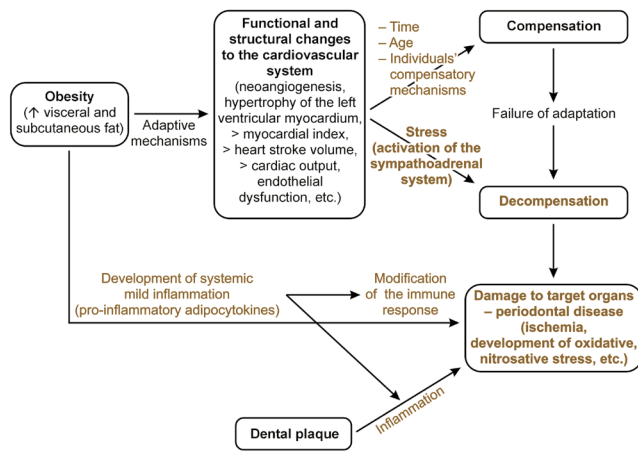 Functional and
structural changes
to the cardiovascular
system
(neoangiogenesis,
hypertrophy of the left
ventricular myocardium,
> myocardial index,
> heart stroke volume,
> cardiac output,
endothelial
dysfunction, etc.)
– Time
– Age
– Individuals'
compensatory
mechanisms
Compensation
Obesity
(↑ visceral and
subcutaneous fat)
Adaptive
mechanisms
Failure of adaptation
Stress
(activation of the
sympathoadrenal
system)
Decompensation
Development of systemic
mild inflammation
(pro-inflammatory adipocytokines)
Modification
of the immune
response
Damage to target organs
– periodontal disease
(ischemia,
development of oxidative,
nitrosative stress, etc.)
Inflammation
Dental plaque